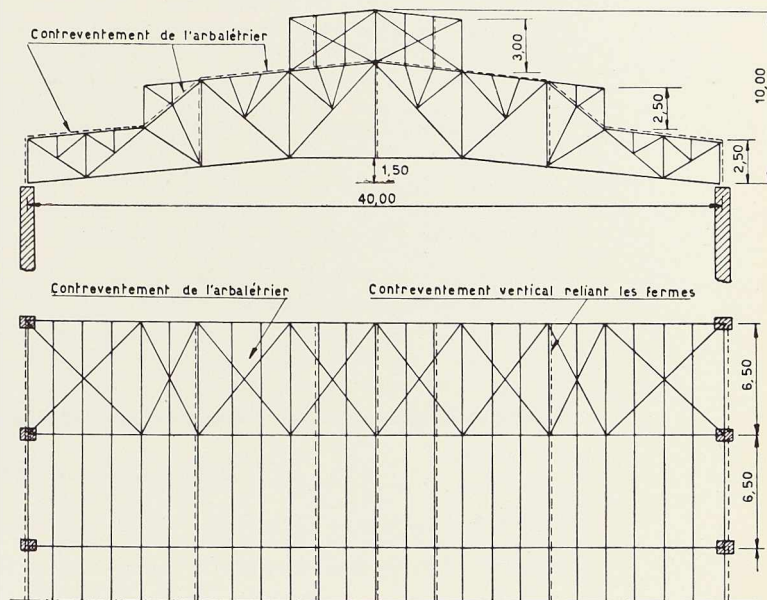 Contreventement de l'arbalétrier
3,00
10,00
2,50
2,50
1,50
40,00
Contreventement de l'arbalétrier
Contreventement vertical reliant les fermes
6,50
6,50